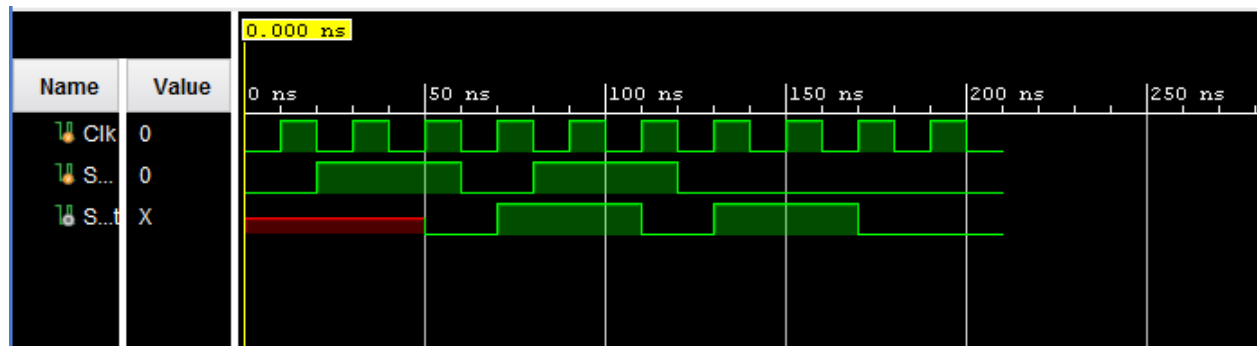 0.000 ns
Name Value
0 ns 50 ns 100 ns 150 ns 200 ns 250 ns
Clk 0
S... 0
S...t X